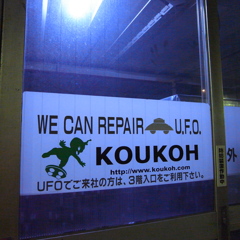 WE CAN REPAIR U.F.O.
KOUKOH
http://www.koukoh.com
UFOでご来社の方は、3階入口をご利用下さい。
外